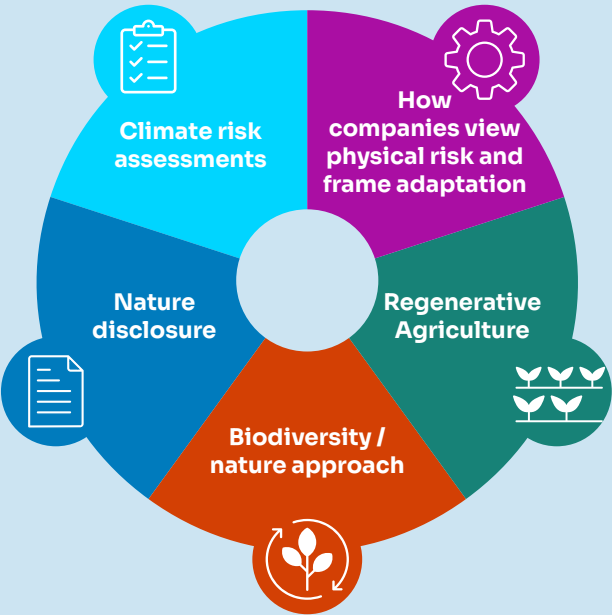 Climate risk
assessments
How
companies view
physical risk and
frame adaptation
Nature
disclosure
Regenerative
Agriculture
Biodiversity /
nature approach